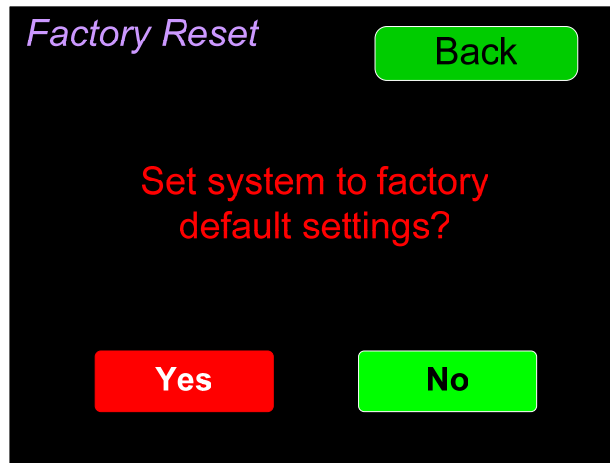 Factory Reset
Back
Set system to factory
default settings?
Yes
No